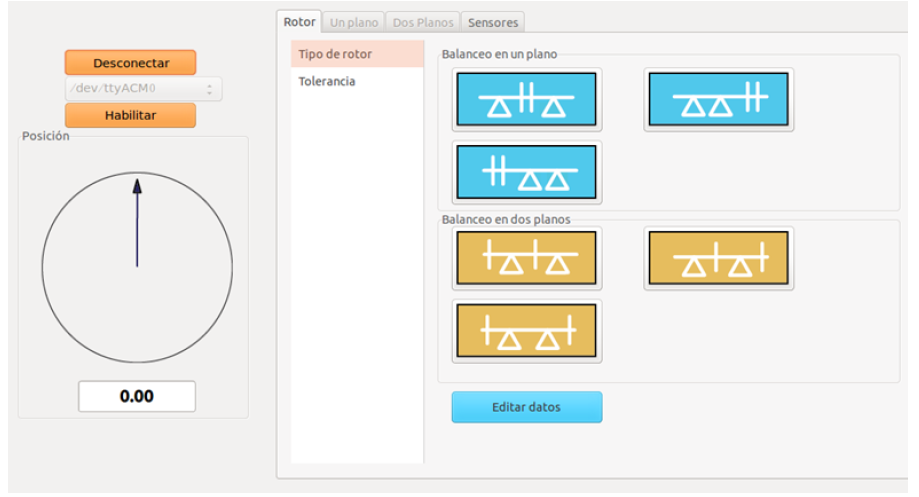 Desconectar
/dev/ttyACM0
Habilitar
Posición
0.00
Rotor
Un plano
Dos Planos
Sensores
Tipo de rotor
Tolerancia
Balanceo en un plano
Balanceo en dos planos
Editar datos